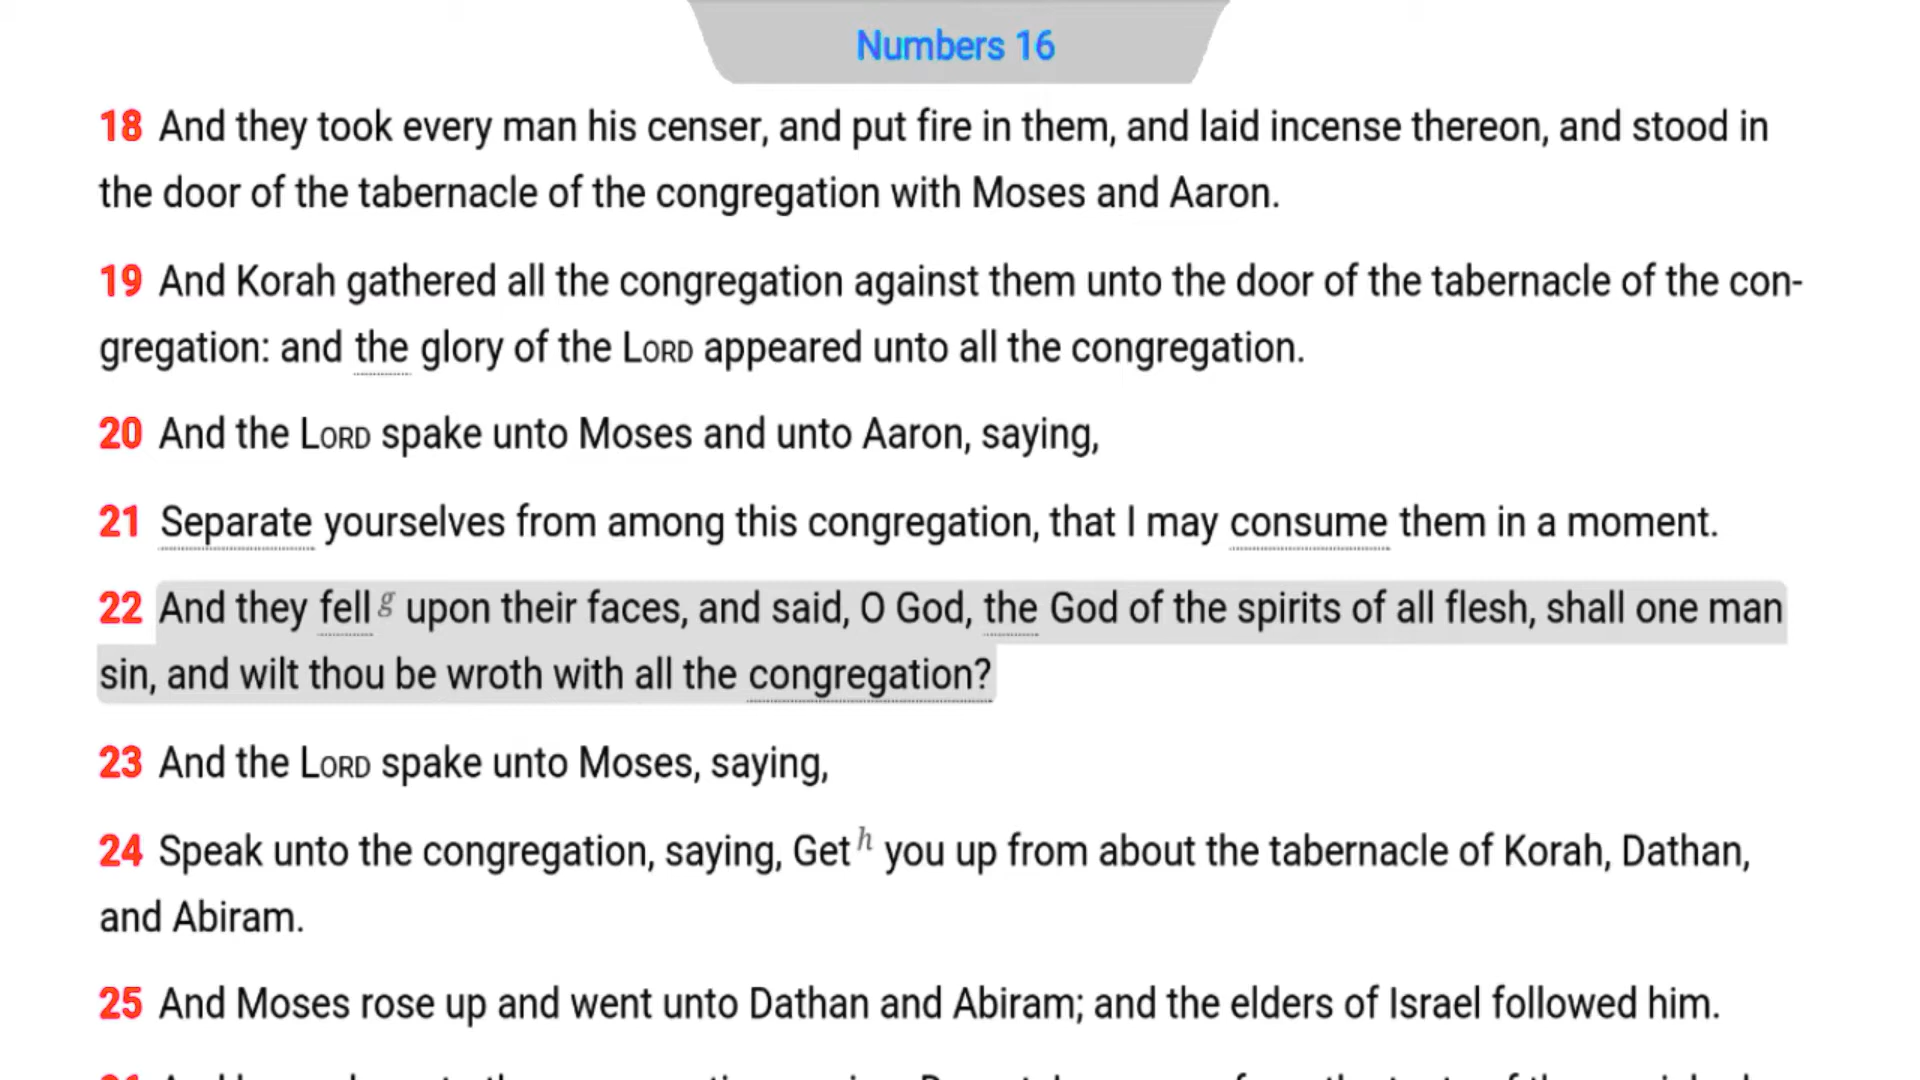 Numbers 16
18 And they took every man his censer, and put fire in them, and laid incense thereon, and stood in
the door of the tabernacle of the congregation with Moses and Aaron.
19 And Korah gathered all the congregation against them unto the door of the tabernacle of the con-
gregation: and the glory of the LORD appeared unto all the congregation.
20 And the LORD spake unto Moses and unto Aaron, saying,
21 Separate yourselves from among this congregation, that I may consume them in a moment.
22 And they fell g upon their faces, and said, O God, the God of the spirits of all flesh, shall one man
sin, and wilt thou be wroth with all the congregation?
23 And the LORD spake unto Moses, saying,
24 Speak unto the congregation, saying, Get h you up from about the tabernacle of Korah, Dathan,
and Abiram.
25 And Moses rose up and went unto Dathan and Abiram; and the elders of Israel followed him.